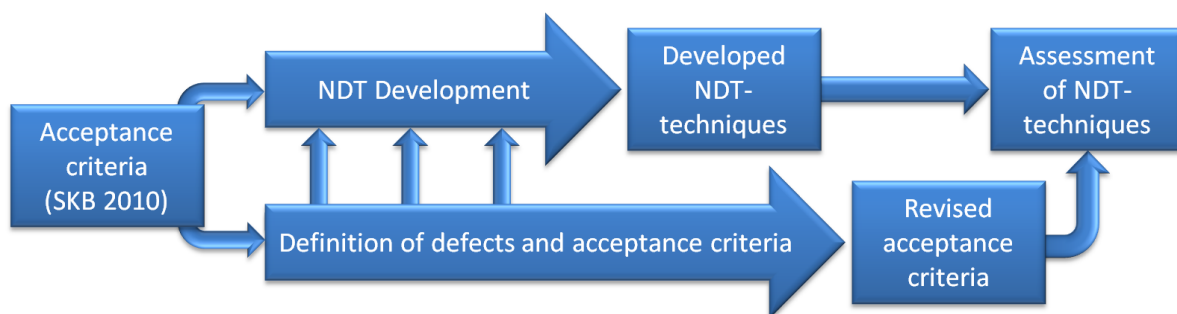 Acceptance
criteria
(SKB 2010)
NDT Development
Developed
NDT-
techniques
Assessment
of NDT-
techniques
Definition of defects and acceptance criteria
Revised
acceptance
criteria